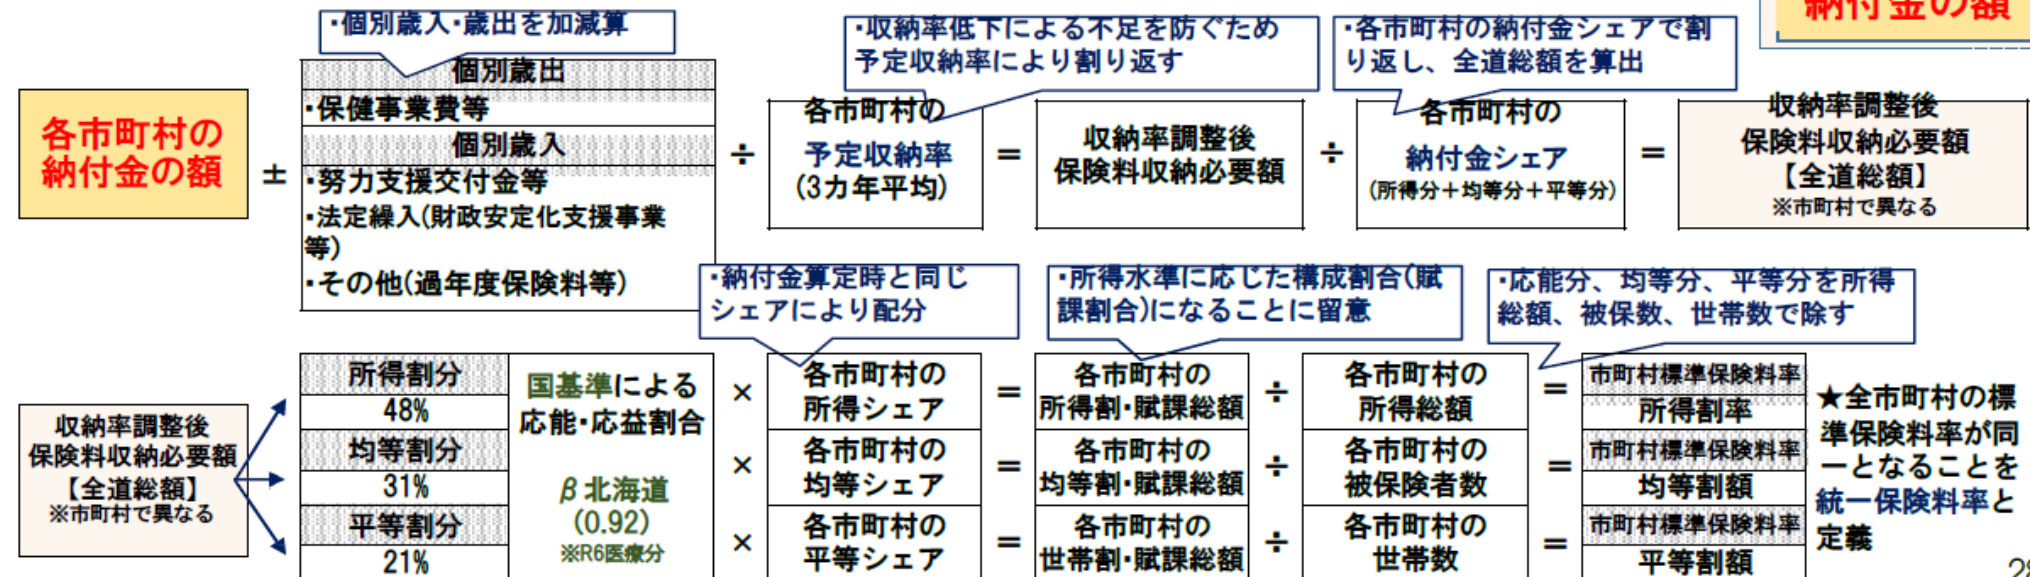 納付金の額
・個別歳入・歳出を加減算
・収納率低下による不足を防ぐため
予定収納率により割り返す
・各市町村の納付金シェアで割
り返し、全道総額を算出
各市町村の
納付金の額
±
個別歳出
・保健事業費等
個別歳入
・努力支援交付金等
・法定繰入(財政安定化支援事業
等)
・その他(過年度保険料等)
÷
各市町村の
予定収納率
(3カ年平均)
=
収納率調整後
保険料収納必要額
÷
各市町村の
納付金シェア
(所得分+均等分+平等分)
=
収納率調整後
保険料収納必要額
【全道総額】
※市町村で異なる
・納付金算定時と同じ
シェアにより配分
・所得水準に応じた構成割合(賦
課割合)になることに留意
・応能分、均等分、平等分を所得
総額、被保数、世帯数で除す
収納率調整後
保険料収納必要額
【全道総額】
※市町村で異なる
所得割分
48%
均等割分
31%
平等割分
21%
国基準による
応能・応益割合
β北海道
(0.92)
※R6医療分
×
各市町村の
所得シェア
=
各市町村の
所得割・賦課総額
÷
各市町村の
所得総額
=
市町村標準保険料率
所得割率
×
各市町村の
均等シェア
=
各市町村の
均等割・賦課総額
÷
各市町村の
被保険者数
=
市町村標準保険料率
均等割額
×
各市町村の
平等シェア
=
各市町村の
世帯割・賦課総額
÷
各市町村の
世帯数
=
市町村標準保険料率
平等割額
★全市町村の標
準保険料率が同
一となることを
統一保険料率と
定義
28